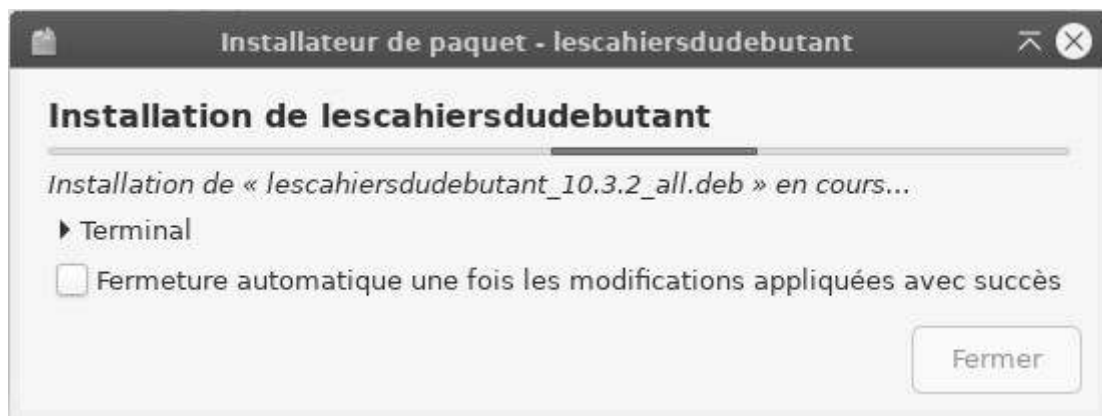 Installateur de paquet - lescahiersdudebutant
Installation de lescahiersdudebutant
Installation de « lescahiersdudebutant_10.3.2_all.deb » en cours...
Terminal
Fermeture automatique une fois les modifications appliquées avec succès
Fermer